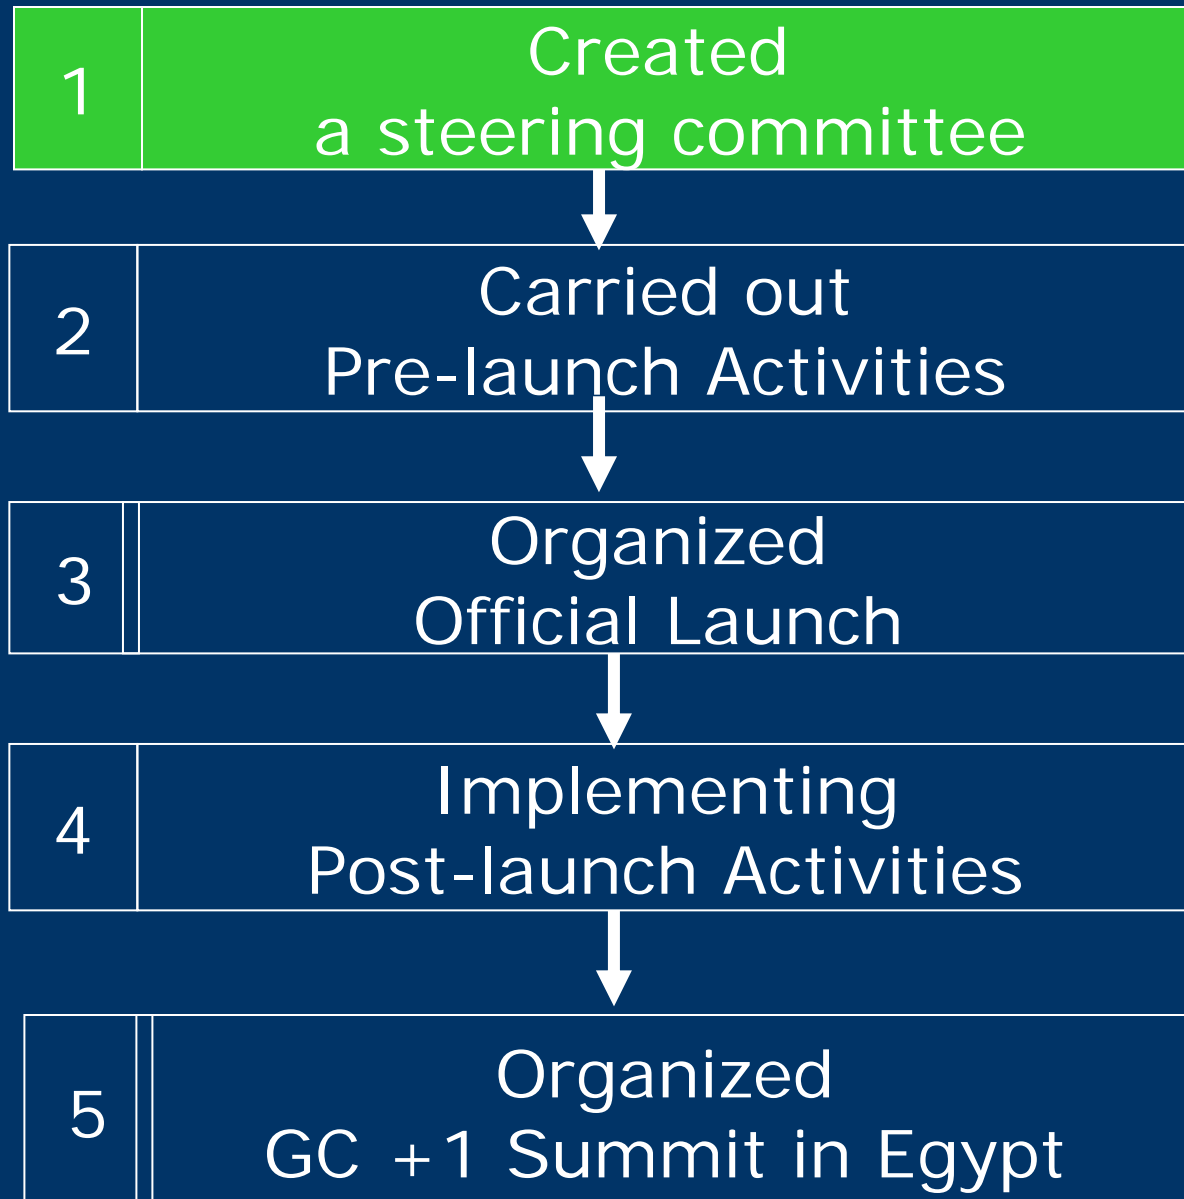 1
Created
a steering committee
2
Carried out
Pre-launch Activities
3
Organized
Official Launch
4
Implementing
Post-launch Activities
5
Organized
GC +1 Summit in Egypt